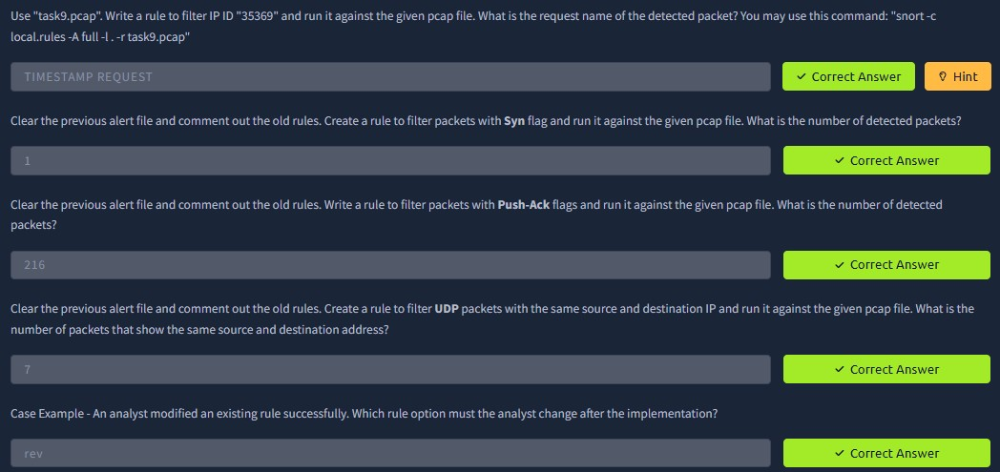 Use "task9.pcap". Write a rule to filter IP ID "35369" and run it against the given pcap file. What is the request name of the detected packet? You may use this command: "snort -c
local.rules -A full -l . -r task9.pcap"
TIMESTAMP REQUEST
Correct Answer
Hint
Clear the previous alert file and comment out the old rules. Create a rule to filter packets with Syn flag and run it against the given pcap file. What is the number of detected packets?
1
Correct Answer
Clear the previous alert file and comment out the old rules. Write a rule to filter packets with Push-Ack flags and run it against the given pcap file. What is the number of detected
packets?
216
Correct Answer
Clear the previous alert file and comment out the old rules. Create a rule to filter UDP packets with the same source and destination IP and run it against the given pcap file. What is the
number of packets that show the same source and destination address?
7
Correct Answer
Case Example - An analyst modified an existing rule successfully. Which rule option must the analyst change after the implementation?
rev
Correct Answer